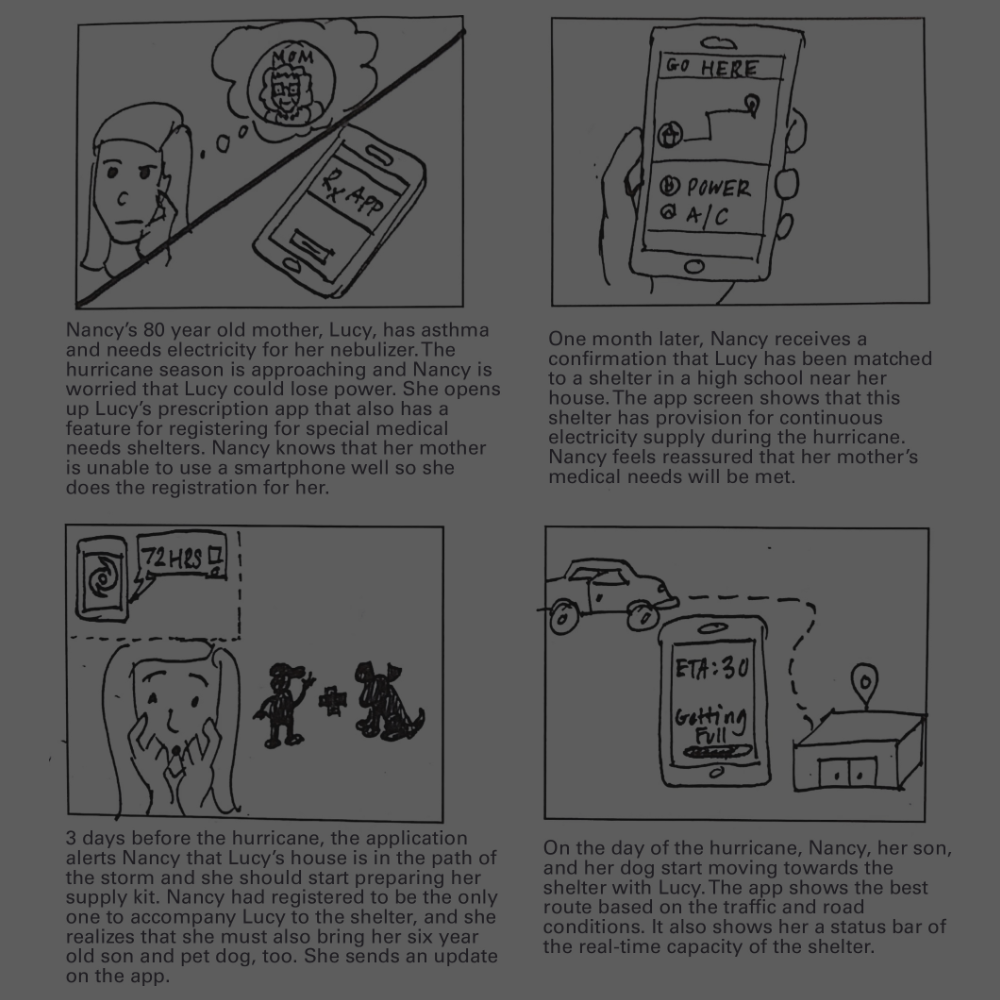 MOM
RX APP
Nancy's 80 year old mother, Lucy, has asthma
and needs electricity for her nebulizer. The
hurricane season is approaching and Nancy is
worried that Lucy could lose power. She opens
up Lucy's prescription app that also has a
feature for registering for special medical
needs shelters. Nancy knows that her mother
is unable to use a smartphone well so she
does the registration for her.
GO HERE
POWER
A/C
One month later, Nancy receives a
confirmation that Lucy has been matched
to a shelter in a high school near her
house. The app screen shows that this
shelter has provision for continuous
electricity supply during the hurricane.
Nancy feels reassured that her mother's
medical needs will be met.
72 HRS
3 days before the hurricane, the application
alerts Nancy that Lucy's house is in the path of
the storm and she should start preparing her
supply kit. Nancy had registered to be the only
one to accompany Lucy to the shelter, and she
realizes that she must also bring her six year
old son and pet dog, too. She sends an update
on the app.
ETA: 30
Getting
Full
On the day of the hurricane, Nancy, her son,
and her dog start moving towards the
shelter with Lucy. The app shows the best
route based on the traffic and road
conditions. It also shows her a status bar of
the real-time capacity of the shelter.